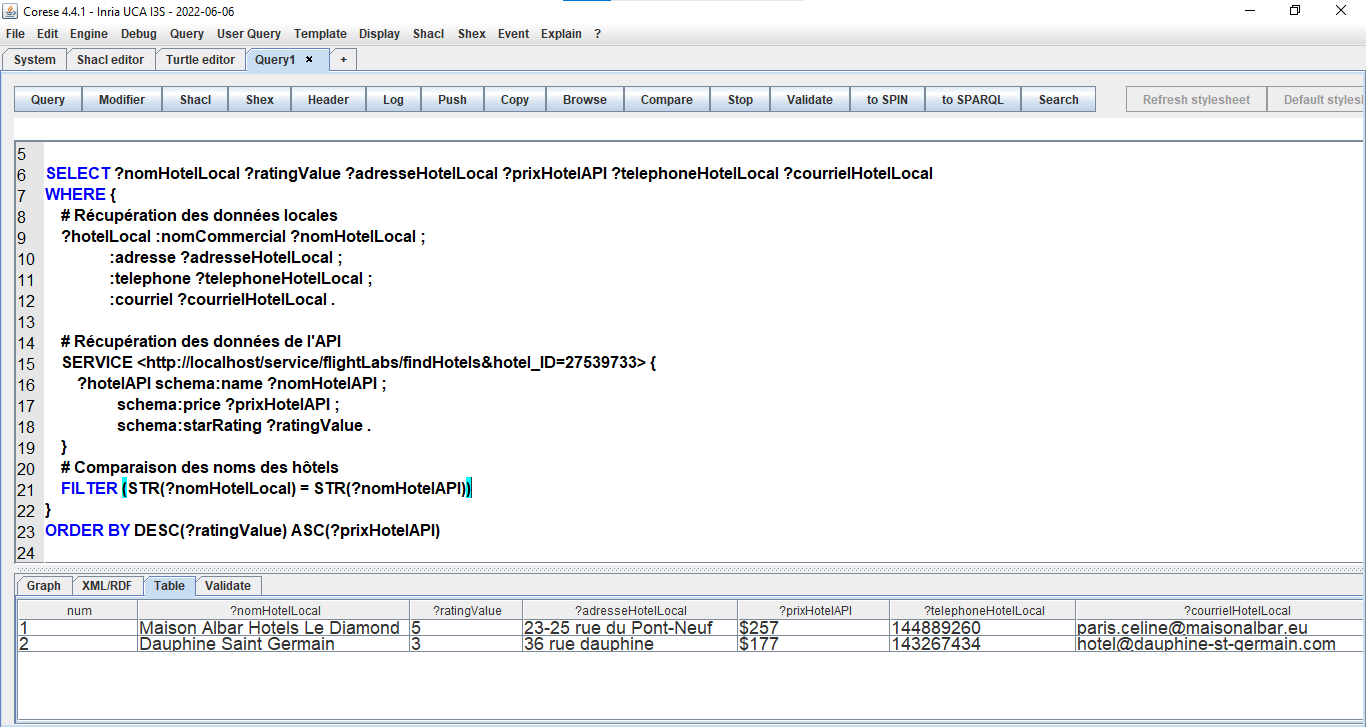 Corese 4.4.1 - Inria UCA I3S - 2022-06-06
File Edit Engine Debug Query User Query Template Display Shacl Shex Event Explain ?
System Shacl editor Turtle editor Query1 × +
Query Modifier Shacl Shex Header Log Push Copy Browse Compare Stop Validate to SPIN to SPARQL Search Refresh stylesheet Default styles
5
6 SELECT ?nomHotelLocal ?ratingValue ?adresseHotelLocal ?prixHotelAPI ?telephoneHotelLocal ?courrielHotelLocal
7 WHERE {
8 # Récupération des données locales
9 ?hotelLocal :nomCommercial ?nomHotelLocal ;
10 :adresse ?adresseHotelLocal ;
11 :telephone ?telephoneHotelLocal ;
12 :courriel ?courrielHotelLocal .
13
14 # Récupération des données de l'API
15 SERVICE <http://localhost/service/flightLabs/findHotels&hotel_ID=27539733> {
16 ?hotelAPI schema:name ?nomHotelAPI ;
17 schema:price ?prixHotelAPI ;
18 schema:starRating ?ratingValue .
19 }
20 # Comparaison des noms des hôtels
21 FILTER (STR(?nomHotelLocal) = STR(?nomHotelAPI))
22 }
23 ORDER BY DESC(?ratingValue) ASC(?prixHotelAPI)
24
Graph XML/RDF Table Validate
num ?nomHotelLocal ?ratingValue ?adresseHotelLocal ?prixHotelAPI ?telephoneHotelLocal ?courrielHotelLocal
1 Maison Albar Hotels Le Diamond 5 23-25 rue du Pont-Neuf $257 144889260 paris.celine@maisonalbar.eu
2 Dauphine Saint Germain 3 36 rue dauphine $177 143267434 hotel@dauphine-st-germain.com